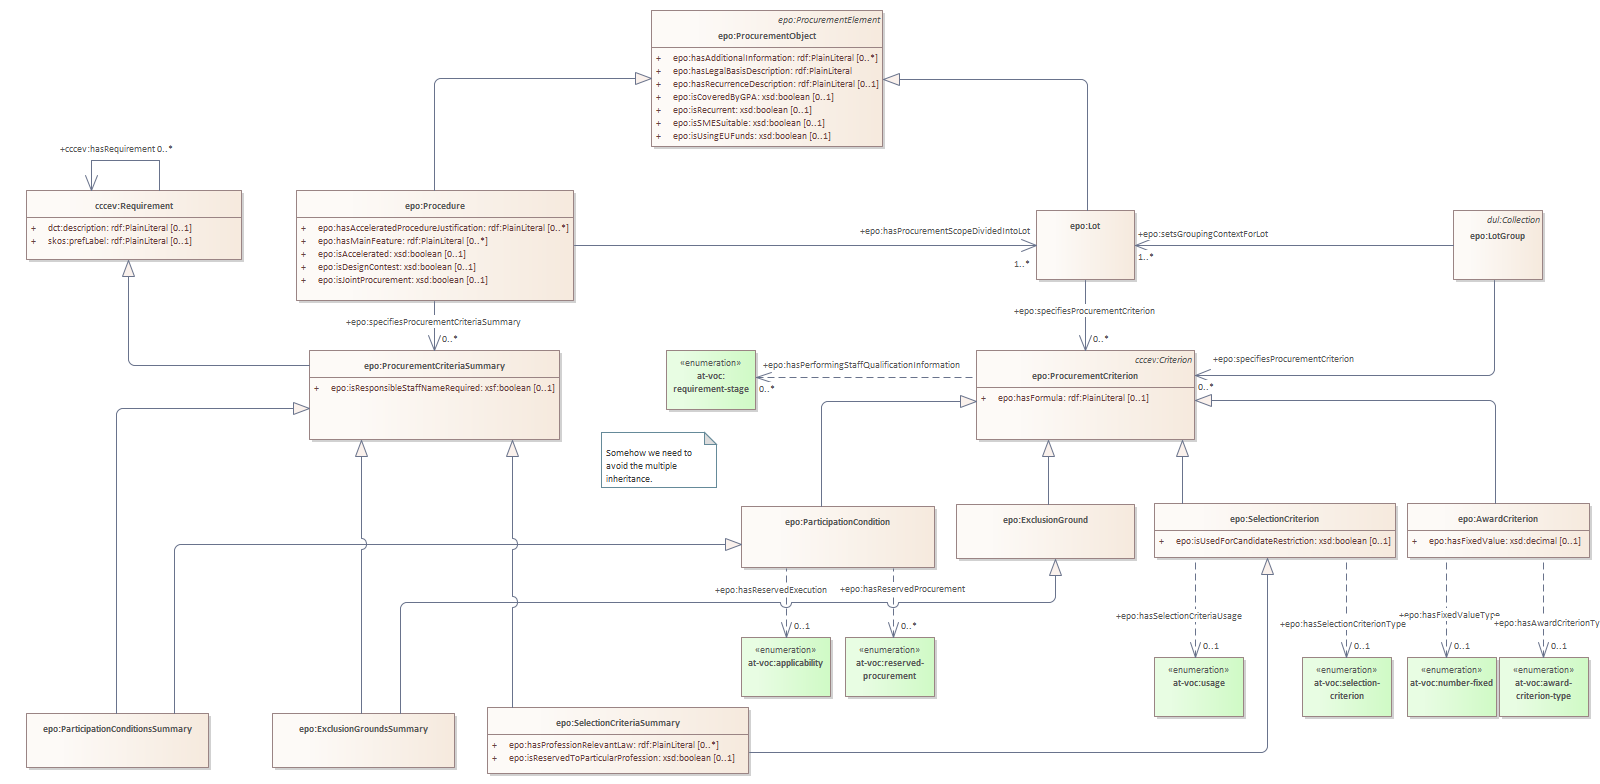 epo:ProcurementElement
epo:ProcurementObject
+ epo:hasAdditionalInformation: rdf:PlainLiteral [0..*]
+ epo:hasLegalBasisDescription: rdf:PlainLiteral
+ epo:hasRecurrenceDescription: rdf:PlainLiteral [0..1]
+ epo:isCoveredByGPA: xsd:boolean [0..1]
+ epo:isRecurrent: xsd:boolean [0..1]
+ epo:isSMESuitable: xsd:boolean [0..1]
+ epo:isUsingEUFunds: xsd:boolean [0..1]
+cccev:hasRequirement 0..*
cccev:Requirement
+ dct:description: rdf:PlainLiteral [0..1]
+ skos:prefLabel: rdf:PlainLiteral [0..1]
epo:Procedure
+ epo:hasAcceleratedProcedureJustification: rdf:PlainLiteral [0..*]
+ epo:hasMainFeature: rdf:PlainLiteral [0..*]
+ epo:isAccelerated: xsd:boolean [0..1]
+ epo:isDesignContest: xsd:boolean [0..1]
+ epo:isJointProcurement: xsd:boolean [0..1]
+epo:hasProcurementScopeDividedIntoLot
1..*
epo:Lot
+epo:setsGroupingContextForLot
1..*
dul:Collection
epo:LotGroup
+epo:specifiesProcurementCriteriaSummary
0..*
+epo:specifiesProcurementCriterion
0..*
+epo:specifiesProcurementCriterion
0..*
epo:ProcurementCriteriaSummary
+ epo:isResponsibleStaffNameRequired: xsf:boolean [0..1]
«enumeration»
at-voc:
requirement-stage
+epo:hasPerformingStaffQualificationInformation
0..*
cccev:Criterion
epo:ProcurementCriterion
+ epo:hasFormula: rdf:PlainLiteral [0..1]
Somehow we need to
avoid the multiple
inheritance.
epo:ParticipationCondition
epo:ExclusionGround
epo:SelectionCriterion
+ epo:isUsedForCandidateRestriction: xsd:boolean [0..1]
epo:AwardCriterion
+ epo:hasFixedValue: xsd:decimal [0..1]
+epo:hasReservedExecution
0..1
+epo:hasReservedProcurement
0..*
+epo:hasSelectionCriteriaUsage
0..1
+epo:hasSelectionCriterionType
0..1
+epo:hasFixedValueType
0..1
+epo:hasAwardCriterionTy
0..1
«enumeration»
at-voc:applicability
«enumeration»
at-voc:reserved-
procurement
«enumeration»
at-voc:usage
«enumeration»
at-voc:selection-
criterion
«enumeration»
at-voc:number-fixed
«enumeration»
at-voc:award-
criterion-type
epo:ParticipationConditionsSummary
epo:ExclusionGroundsSummary
epo:SelectionCriteriaSummary
+ epo:hasProfessionRelevantLaw: rdf:PlainLiteral [0..*]
+ epo:isReservedToParticularProfession: xsd:boolean [0..1]